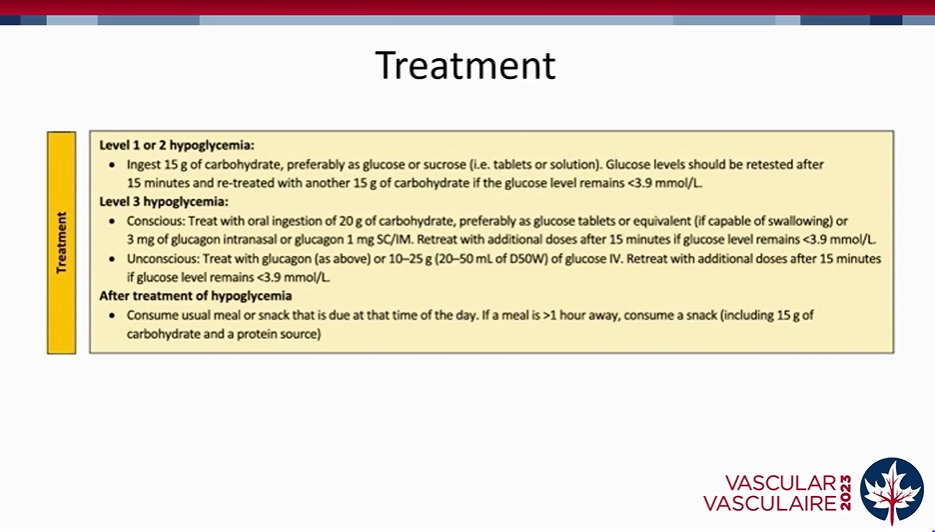 Treatment
Treatment
Level 1 or 2 hypoglycemia:
• Ingest 15 g of carbohydrate, preferably as glucose or sucrose (i.e. tablets or solution). Glucose levels should be retested after
15 minutes and re-treated with another 15 g of carbohydrate if the glucose level remains <3.9 mmol/L.
Level 3 hypoglycemia:
• Conscious: Treat with oral ingestion of 20 g of carbohydrate, preferably as glucose tablets or equivalent (if capable of swallowing) or
3 mg of glucagon intranasal or glucagon 1 mg SC/IM. Retreat with additional doses after 15 minutes if glucose level remains <3.9 mmol/L.
• Unconscious: Treat with glucagon (as above) or 10–25 g (20–50 mL of D50W) of glucose IV. Retreat with additional doses after 15 minutes
if glucose level remains <3.9 mmol/L.
After treatment of hypoglycemia
• Consume usual meal or snack that is due at that time of the day. If a meal is >1 hour away, consume a snack (including 15 g of
carbohydrate and a protein source)
VASCULAR
VASCULAIRE
2023